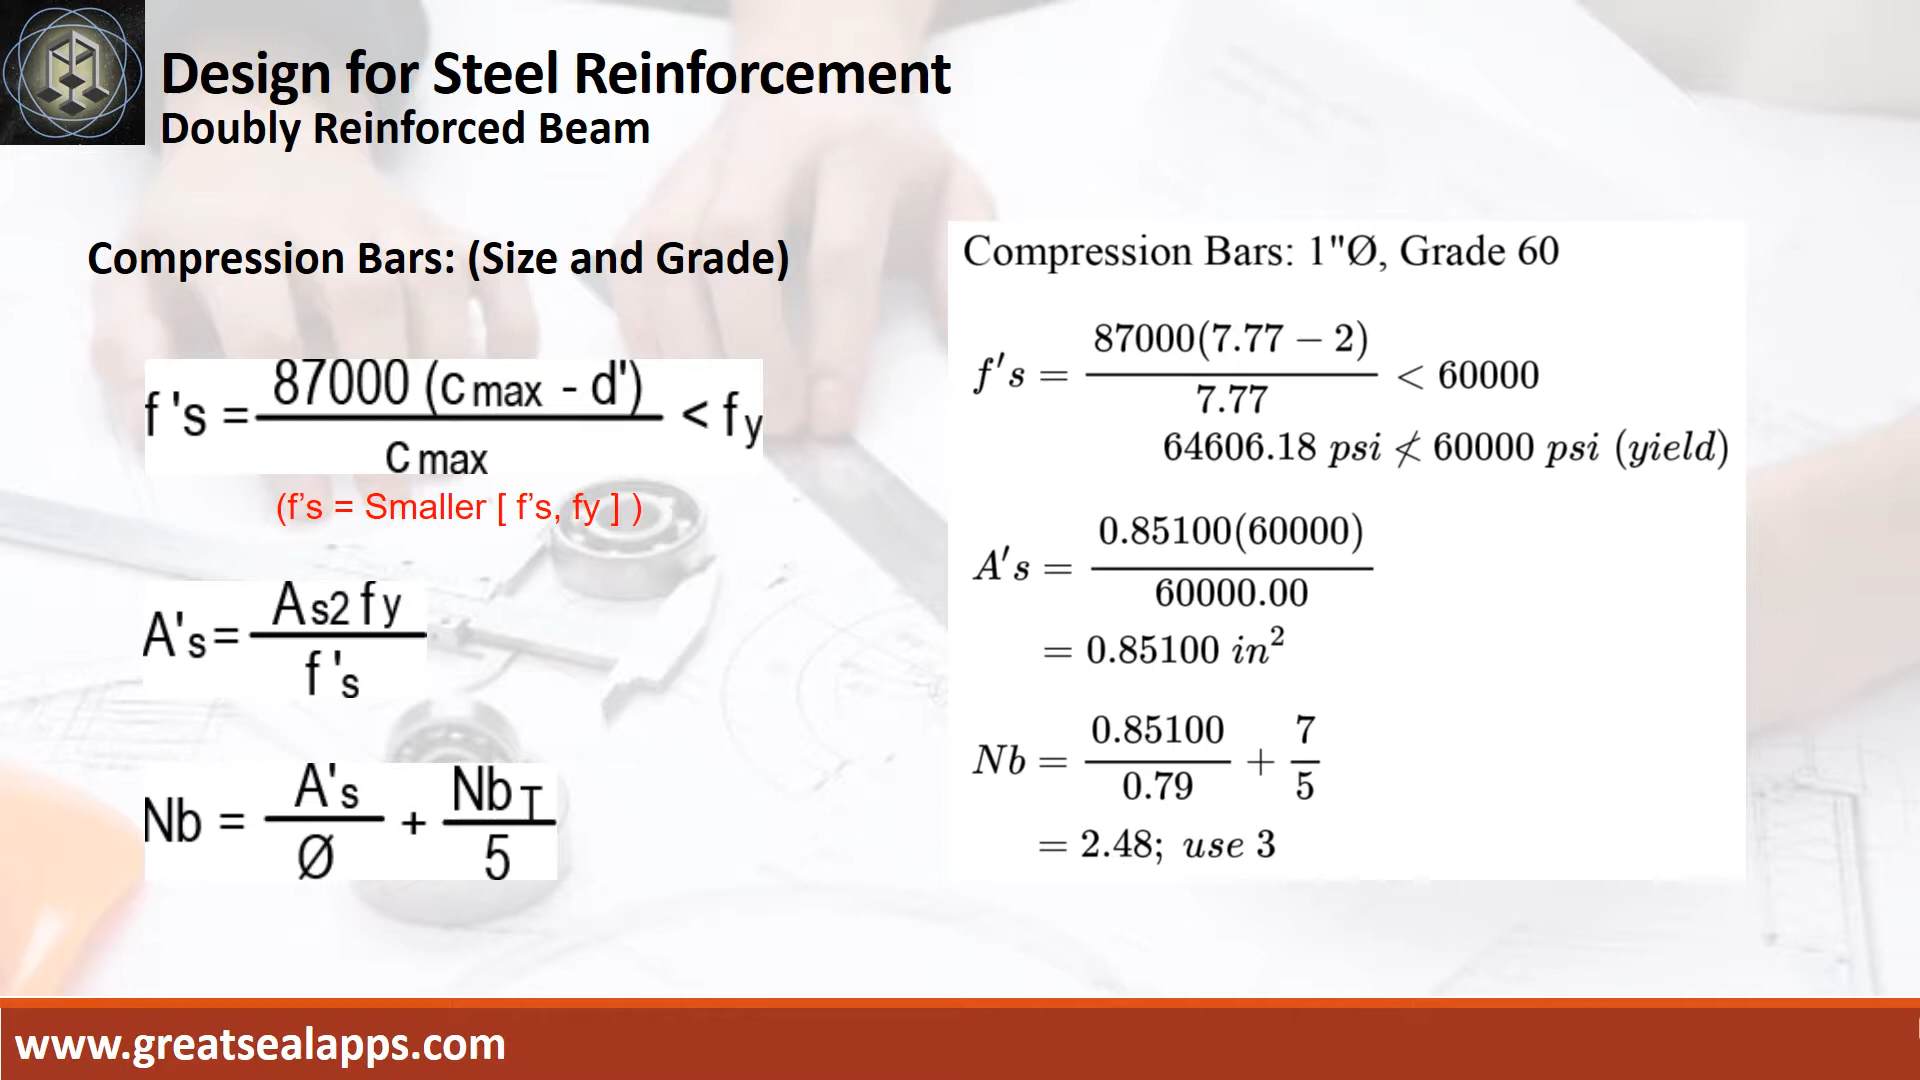 Design for Steel Reinforcement
Doubly Reinforced Beam
Compression Bars: (Size and Grade)
f's = 87000 (c max - d') / c max < fy
(f's = Smaller [ f's, fy ] )
A's = As2 fy / f's
Nb = A's / Ø + Nb T / 5
Compression Bars: 1"Ø, Grade 60
f's = 87000(7.77 − 2) / 7.77 < 60000
64606.18 psi ≮ 60000 psi (yield)
A's = 0.85100(60000) / 60000.00
= 0.85100 in²
Nb = 0.85100 / 0.79 + 7 / 5
= 2.48; use 3
www.greatsealapps.com